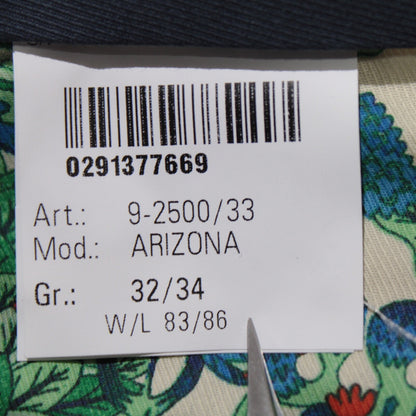 0291377669
Art.: 9-2500/33
Mod.: ARIZONA
Gr.: 32/34
W/L 83/86